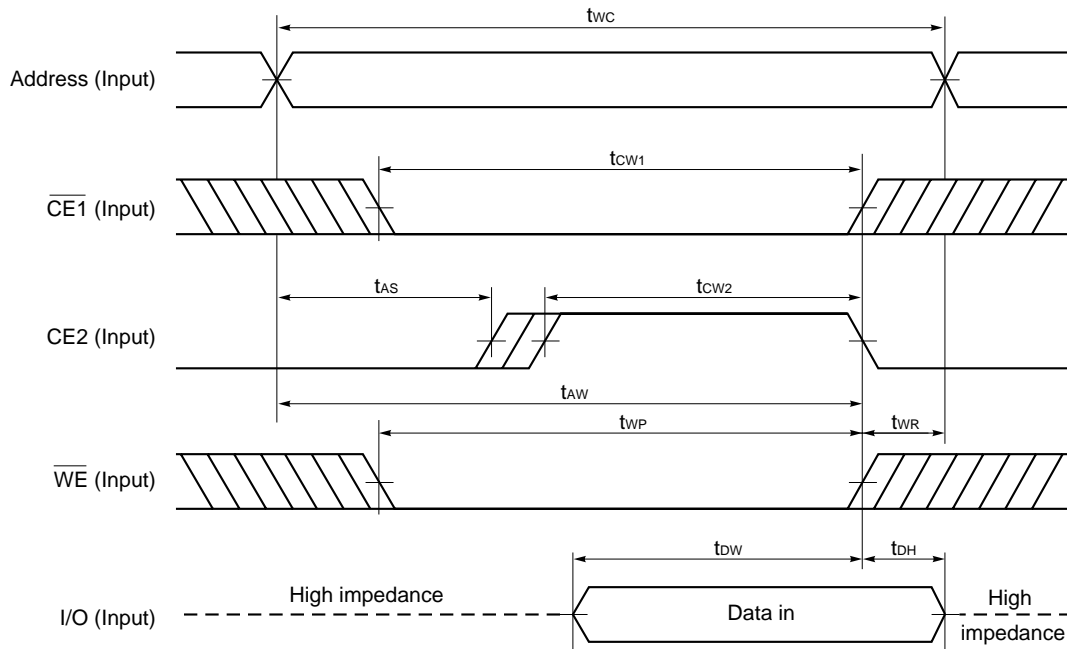 tWC
Address (Input)
tCW1
CE1 (Input)
tAS
tCW2
CE2 (Input)
tAW
tWP
tWR
WE (Input)
tDW
tDH
I/O (Input)
High impedance
Data in
High
impedance